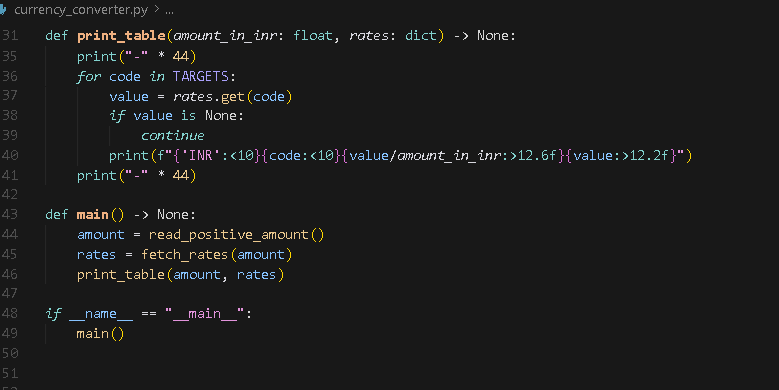 currency_converter.py > ...
31 def print_table(amount_in_inr: float, rates: dict) -> None:
35     print("-" * 44)
36     for code in TARGETS:
37         value = rates.get(code)
38         if value is None:
39             continue
40         print(f"{'INR':<10}{code:<10}{value/amount_in_inr:>12.6f}{value:>12.2f}")
41     print("-" * 44)
42
43 def main() -> None:
44     amount = read_positive_amount()
45     rates = fetch_rates(amount)
46     print_table(amount, rates)
47
48 if __name__ == "__main__":
49     main()
50
51